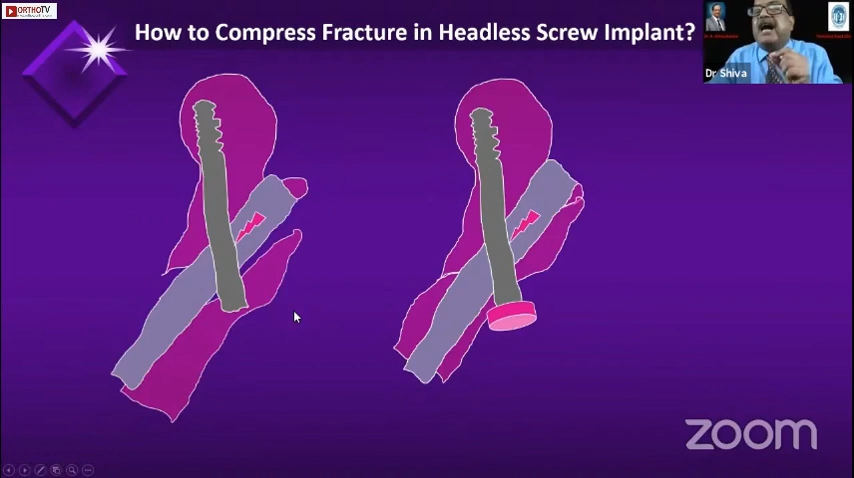 ORTHOTV
How to Compress Fracture in Headless Screw Implant?
Dr Shiva
zoom